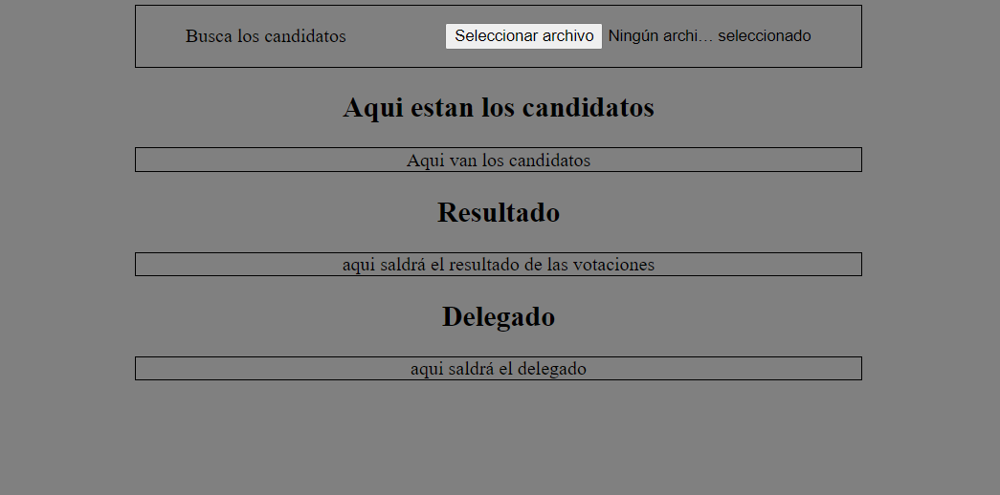 Busca los candidatos Seleccionar archivo Ningún archi… seleccionado
Aqui estan los candidatos
Aqui van los candidatos
Resultado
aqui saldrá el resultado de las votaciones
Delegado
aqui saldrá el delegado